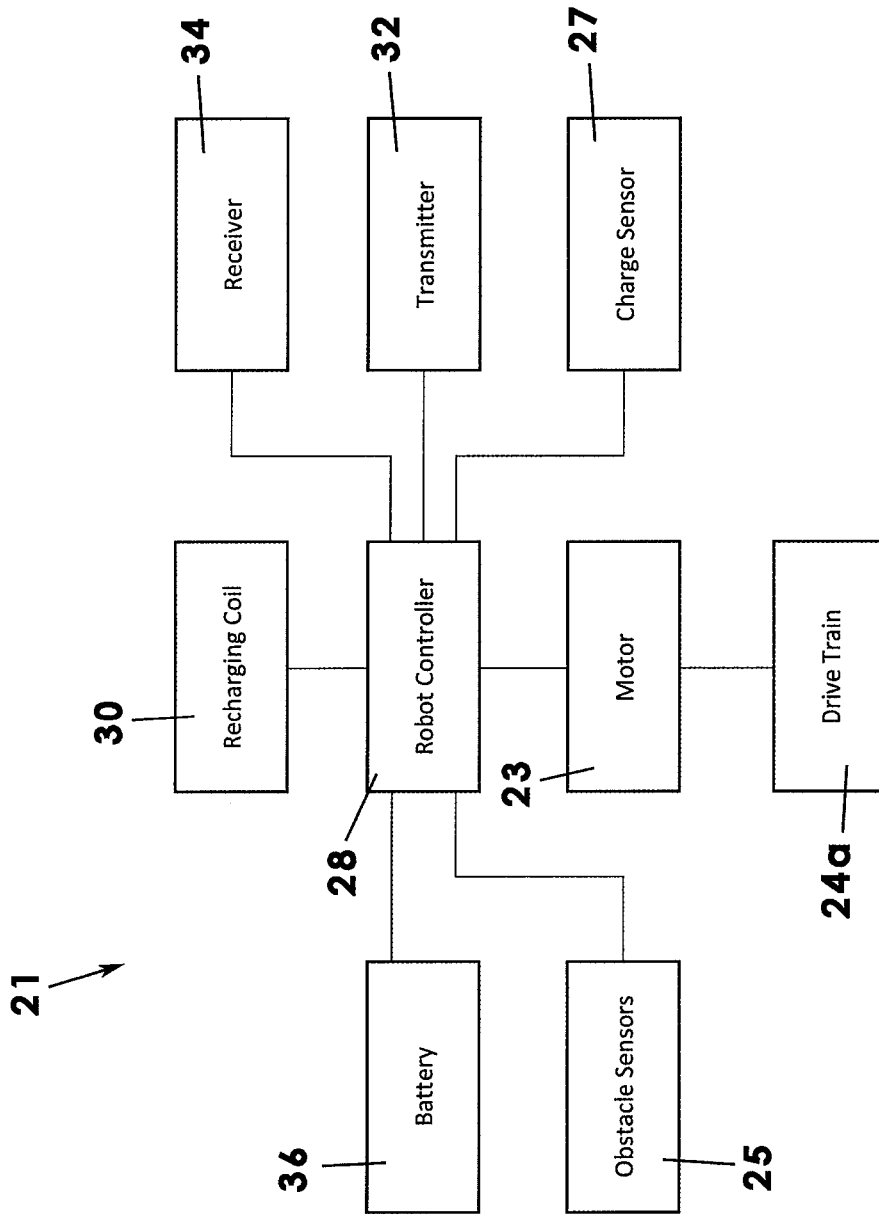 21
30
Recharging Coil
34
Receiver
36
Battery
28
Robot Controller
32
Transmitter
25
Obstacle Sensors
23
Motor
27
Charge Sensor
24a
Drive Train